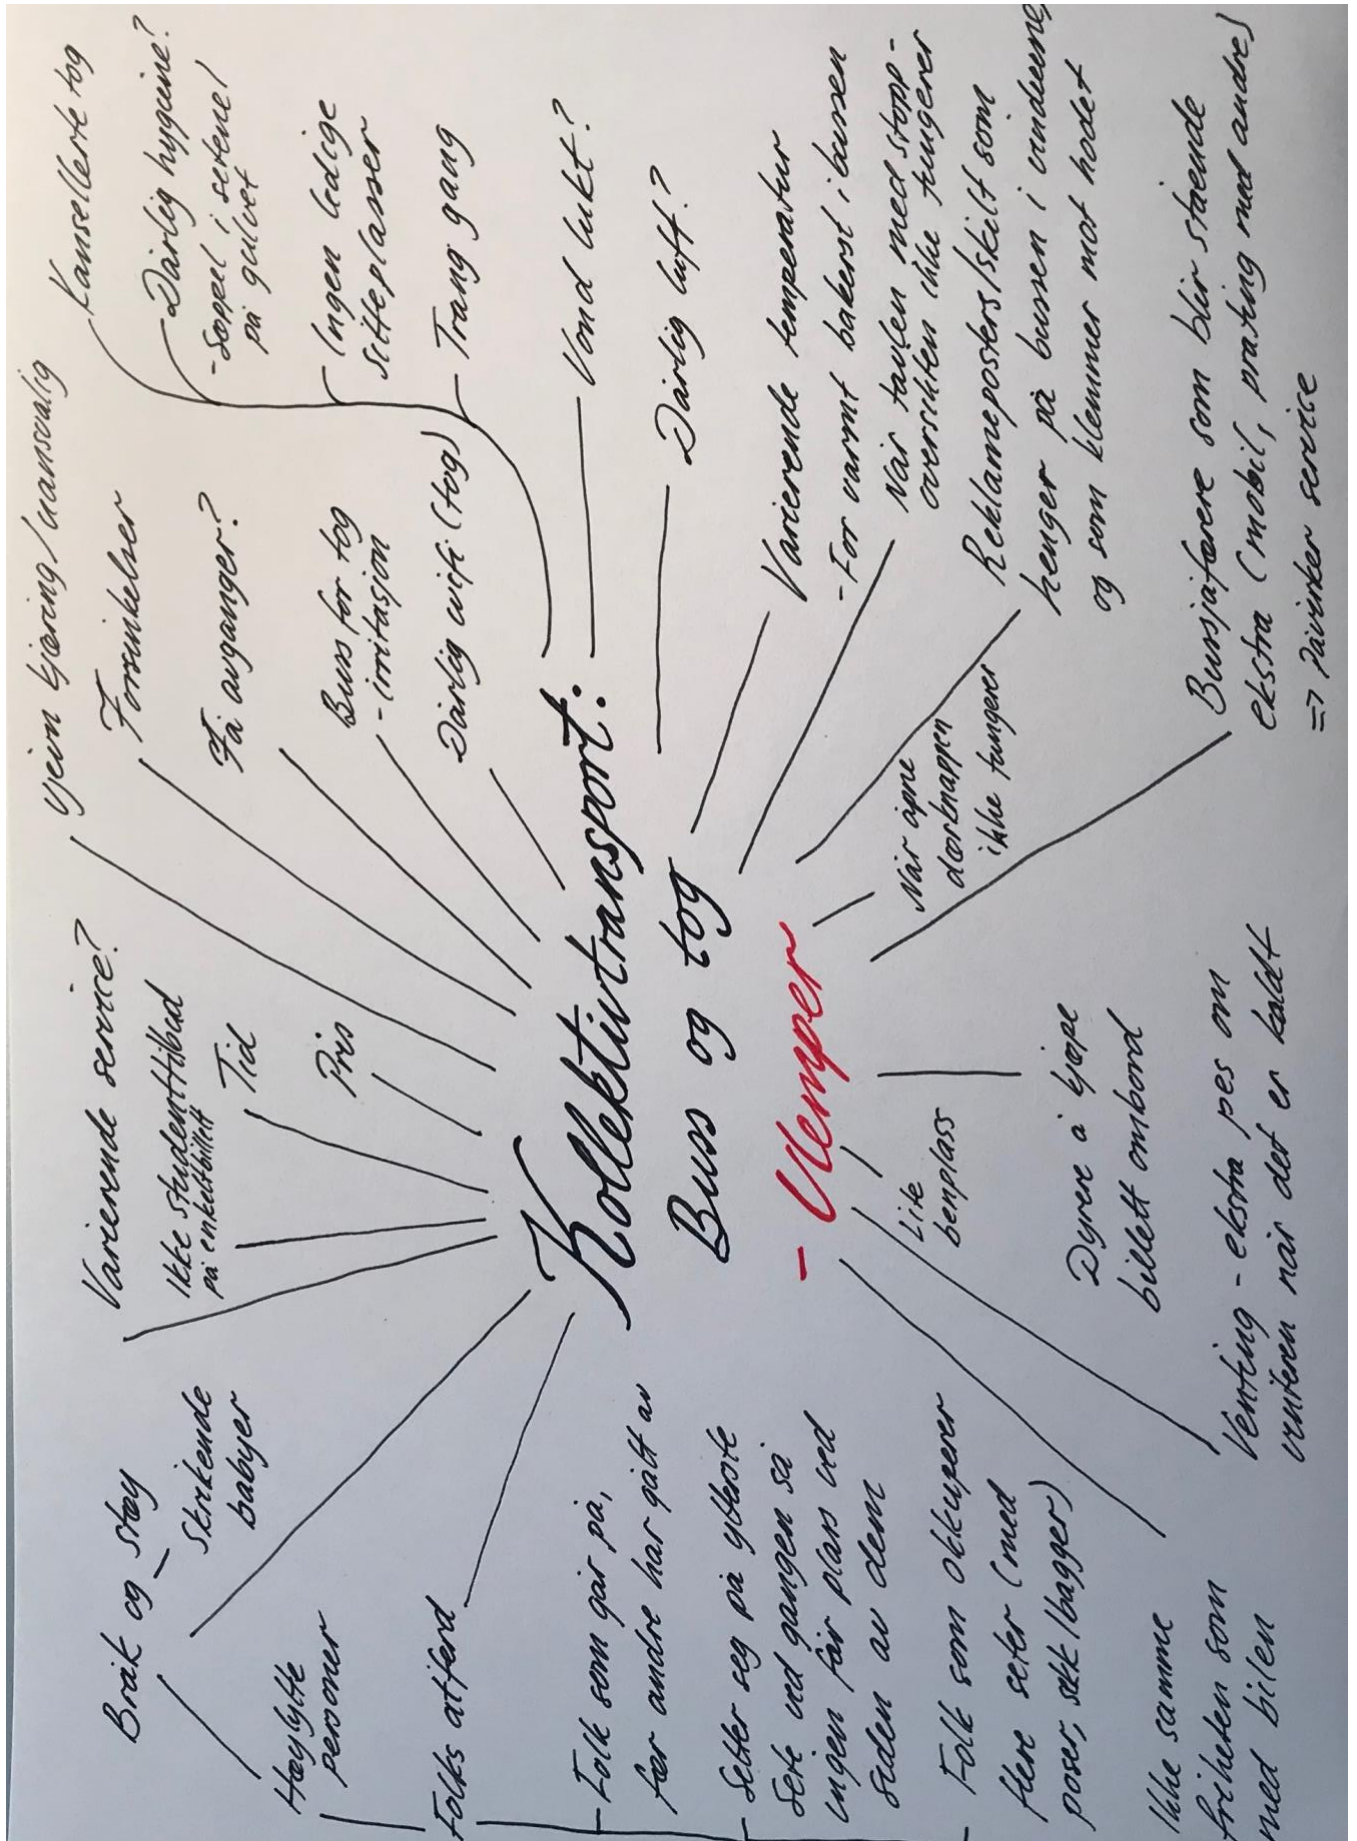 Kollektivtransport:
Buss og tog
- Ulemper
Bråk og støy
Skrikende
babyer
Høylytte
personer
Folks atferd
- Folk som går på,
før andre har gått av
- Setter seg på ytterste
sete ved gangen så
ingen får plass ved
siden av dem
- Folk som okkuperer
flere seter (med
poser, sekk/bagger)
Ikke samme
friheten som
med bilen
Varierende service?
Ikke studenttilbud
på enkeltbillett
Tid
Pris
Ujevn kjøring/uansvarlig
Forsinkelser
Få avganger?
Buss for tog
- irritasjon
Dårlig wifi (tog)
Kansellerte tog
Dårlig hygiene?
- Søppel i setene/
på gulvet
Ingen ledige
sitteplasser
Trang gang
Vond lukt?
Dårlig luft?
Varierende temperatur
- For varmt bakerst i bussen
Når tavlen med stopp-
oversikten ikke fungerer
Reklameposters/skilt som
henger på bussen i vinduene,
og som klemmer mot hodet
Når åpne
dørknappen
ikke fungerer
Bussjåfører som blir stående
ekstra (mobil, prating med andre)
=> Påvirker service
Dyrere å kjøpe
billett ombord
Lite
benplass
Venting - ekstra pes om
vinteren når det er kaldt